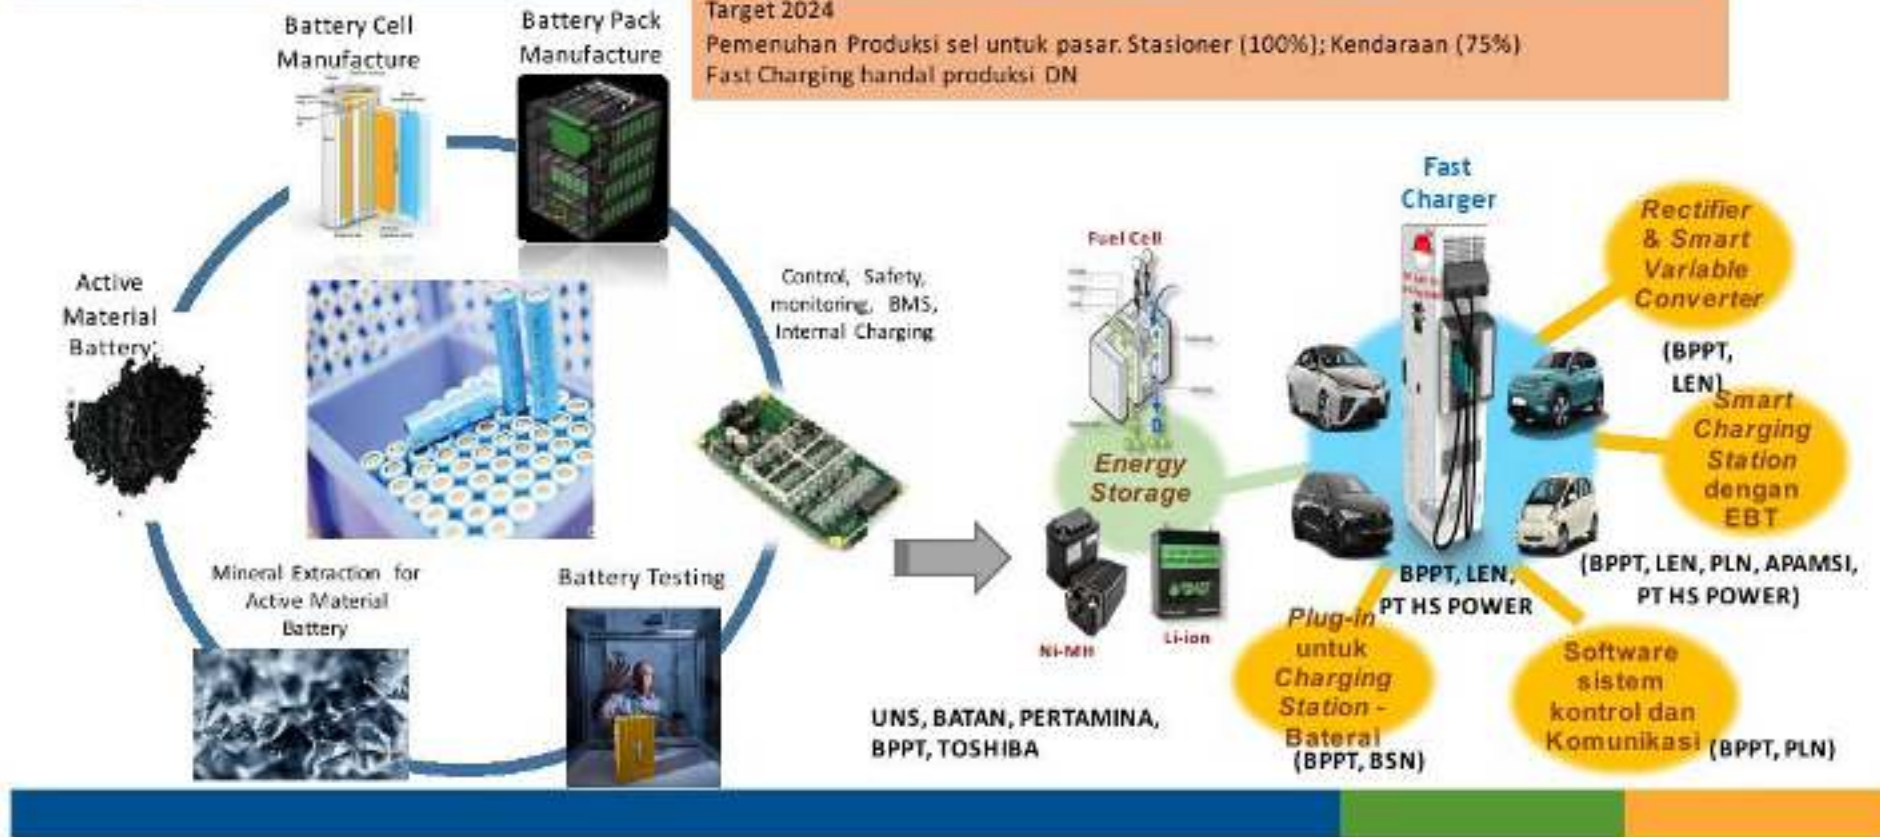 Target 2024
Pemenuhan Produksi sel untuk pasar. Stasioner (100%); Kendaraan (75%)
Fast Charging handal produksi DN
Battery Cell
Manufacture
Battery Pack
Manufacture
Active
Material
Battery
Control, Safety,
monitoring, BMS,
Internal Charging
Mineral Extraction for
Active Material
Battery
Battery Testing
Fuel Cell
Energy
Storage
Ni-MH
Li-ion
UNS, BATAN, PERTAMINA,
BPPT, TOSHIBA
Fast
Charger
Rectifier
& Smart
Variable
Converter
(BPPT,
LEN)
Smart
Charging
Station
dengan
EBT
(BPPT, LEN, PLN, APAMSI,
PT HS POWER)
BPPT, LEN,
PT HS POWER
Plug-in
untuk
Charging
Station -
Baterai
(BPPT, BSN)
Software
sistem
kontrol dan
Komunikasi
(BPPT, PLN)